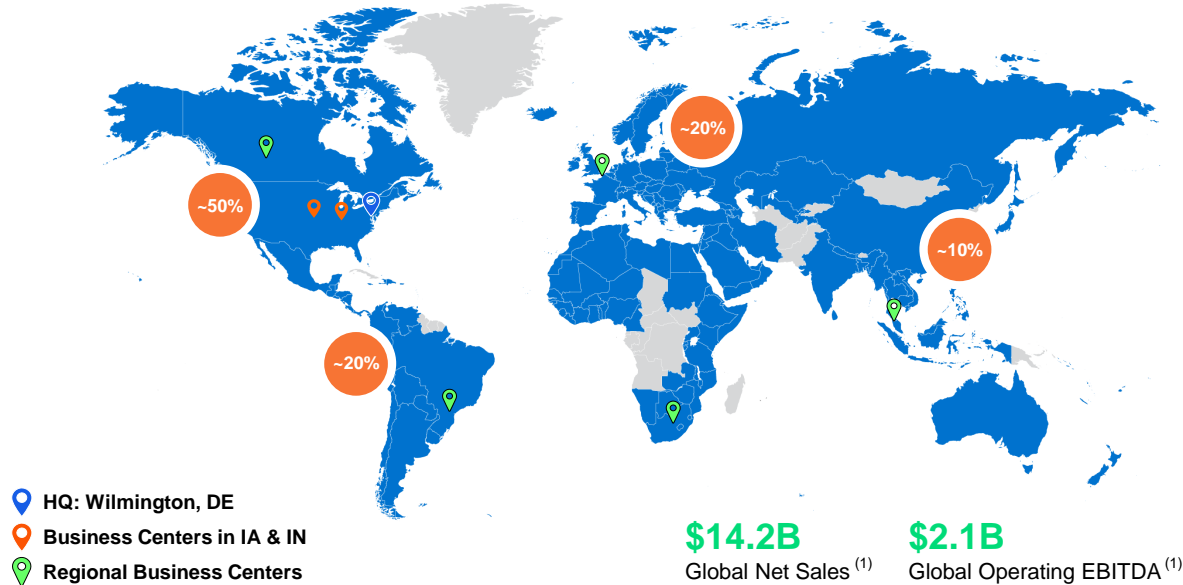 ~20%
~50%
~10%
~20%
HQ: Wilmington, DE
Business Centers in IA & IN
Regional Business Centers
$14.2B
Global Net Sales (1)
$2.1B
Global Operating EBITDA (1)